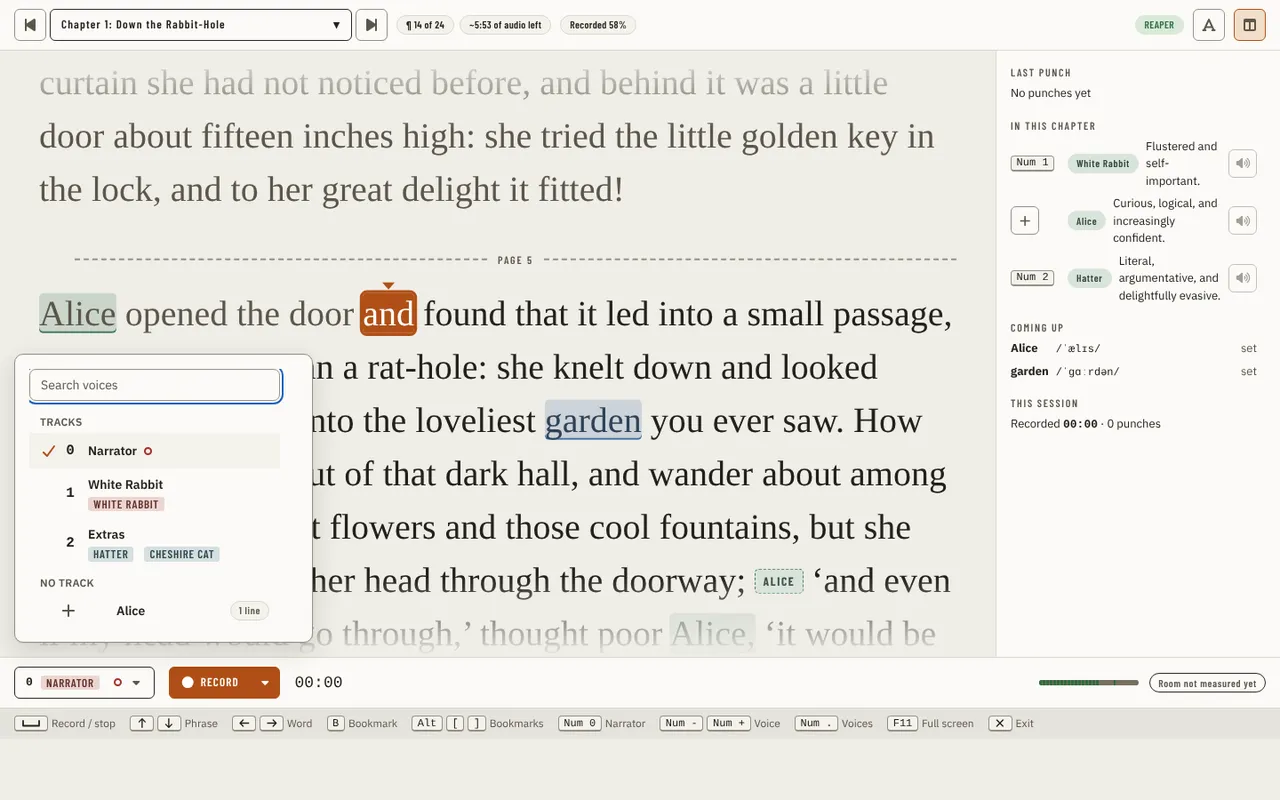 Chapter 1: Down the Rabbit-Hole
¶ 14 of 24
~5:53 of audio left
Recorded 58%
REAPER
A
curtain she had not noticed before, and behind it was a little
door about fifteen inches high: she tried the little golden key in
the lock, and to her great delight it fitted!
PAGE 5
Alice opened the door and found that it led into a small passage,
an a rat-hole: she knelt down and looked
nto the loveliest garden you ever saw. How
ut of that dark hall, and wander about among
t flowers and those cool fountains, but she
her head through the doorway; ALICE ‘and even
if my head would go through,’ thought poor Alice, ‘it would be
Search voices
TRACKS
0 Narrator
1 White Rabbit
WHITE RABBIT
2 Extras
HATTER CHESHIRE CAT
NO TRACK
Alice 1 line
LAST PUNCH
No punches yet
IN THIS CHAPTER
Num 1 White Rabbit Flustered and
self-
important.
Alice Curious, logical, and
increasingly
confident.
Num 2 Hatter Literal,
argumentative, and
delightfully evasive.
COMING UP
Alice /ˈælɪs/ set
garden /ˈɡɑːrdən/ set
THIS SESSION
Recorded 00:00 · 0 punches
0 NARRATOR
RECORD
00:00
Room not measured yet
Record / stop
↑ ↓ Phrase
← → Word
B Bookmark
Alt [ ] Bookmarks
Num 0 Narrator
Num - Num + Voice
Num . Voices
F11 Full screen
✕ Exit